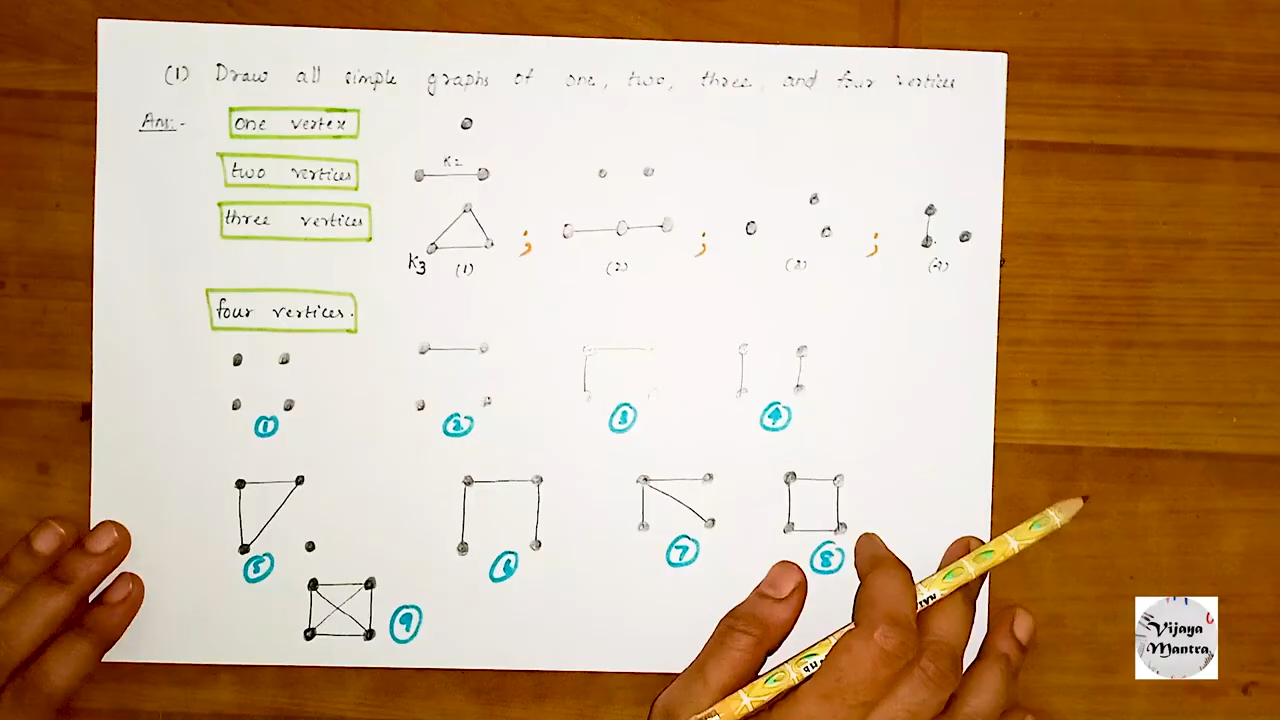 (1) Draw all simple graphs of one, two, three, and four vertices
Ans:- one vertex
two vertices K2
three vertices
K3 (1) ; (2) ; (3) ;
four vertices.
1 2 3 4
5 6 7 8
9
Vijaya
Mantra